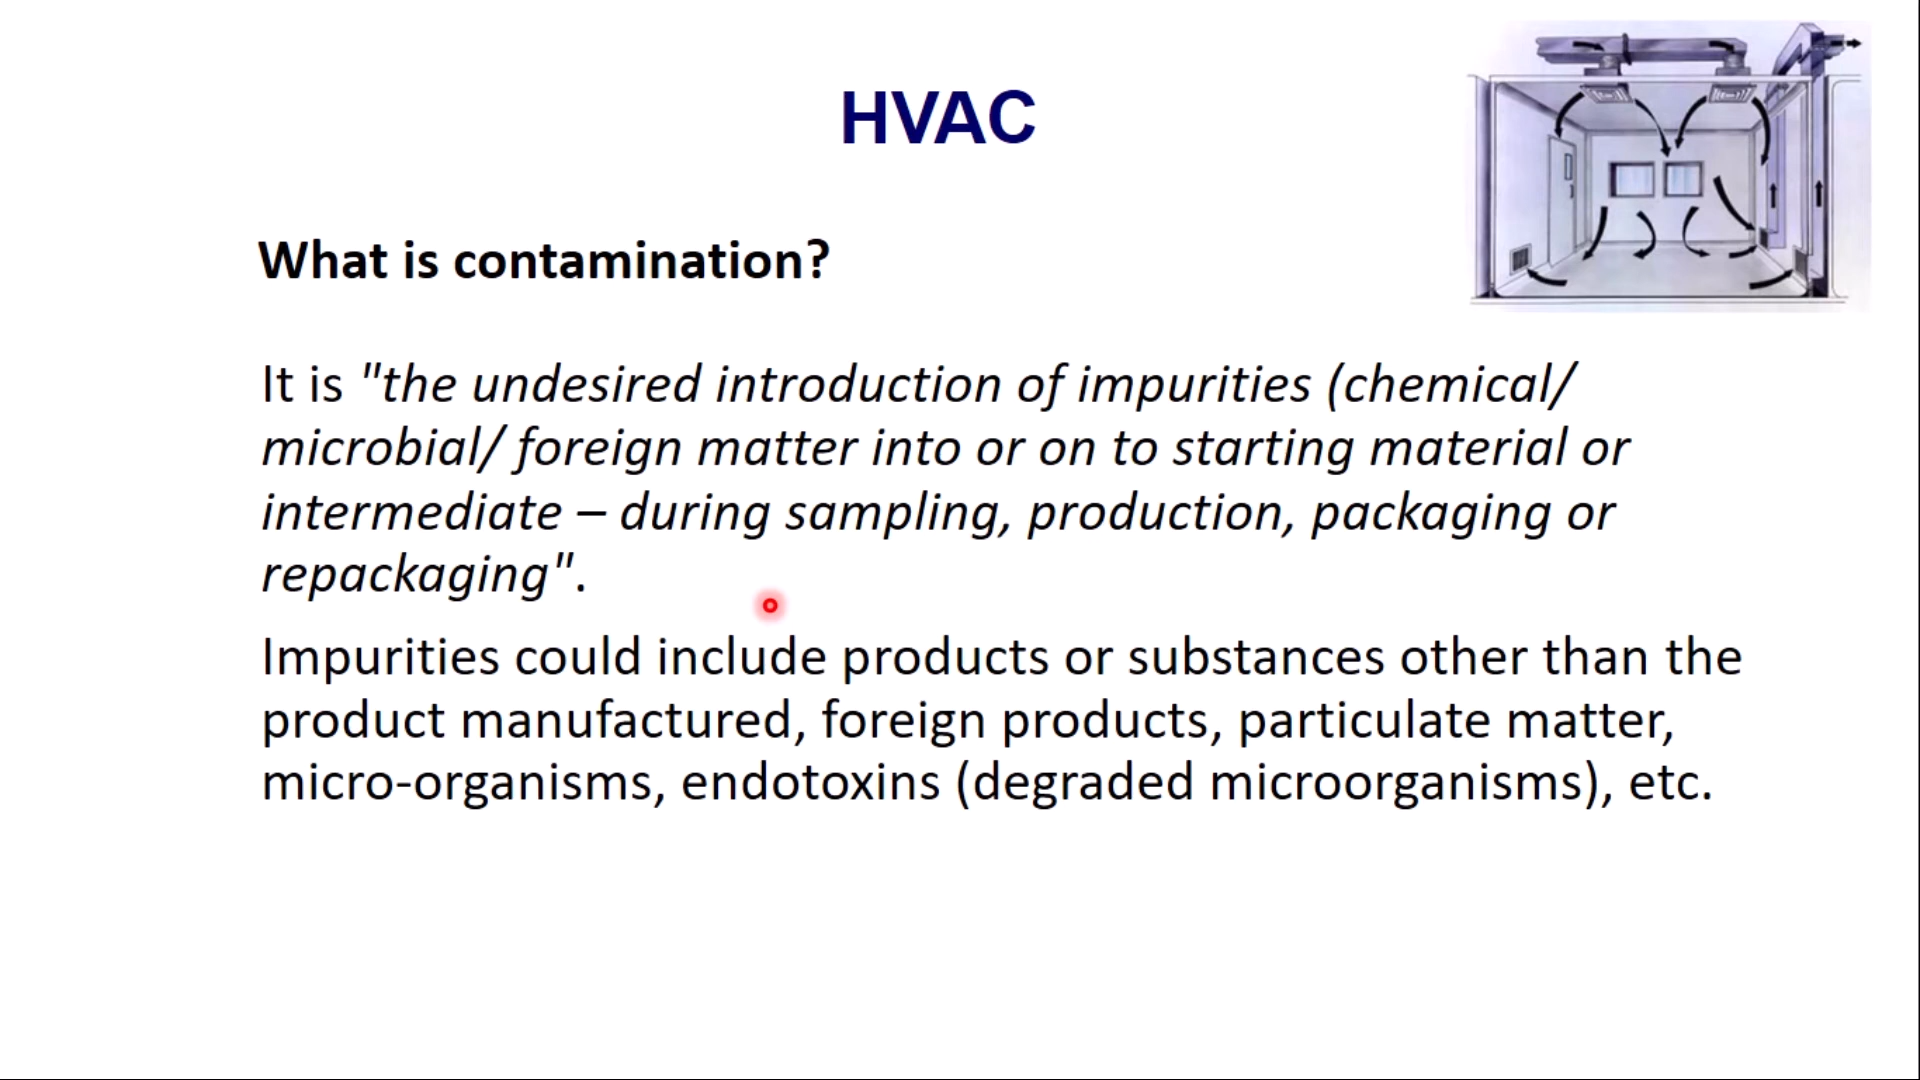 HVAC
What is contamination?
It is "the undesired introduction of impurities (chemical/
microbial/ foreign matter into or on to starting material or
intermediate – during sampling, production, packaging or
repackaging".
Impurities could include products or substances other than the
product manufactured, foreign products, particulate matter,
micro-organisms, endotoxins (degraded microorganisms), etc.